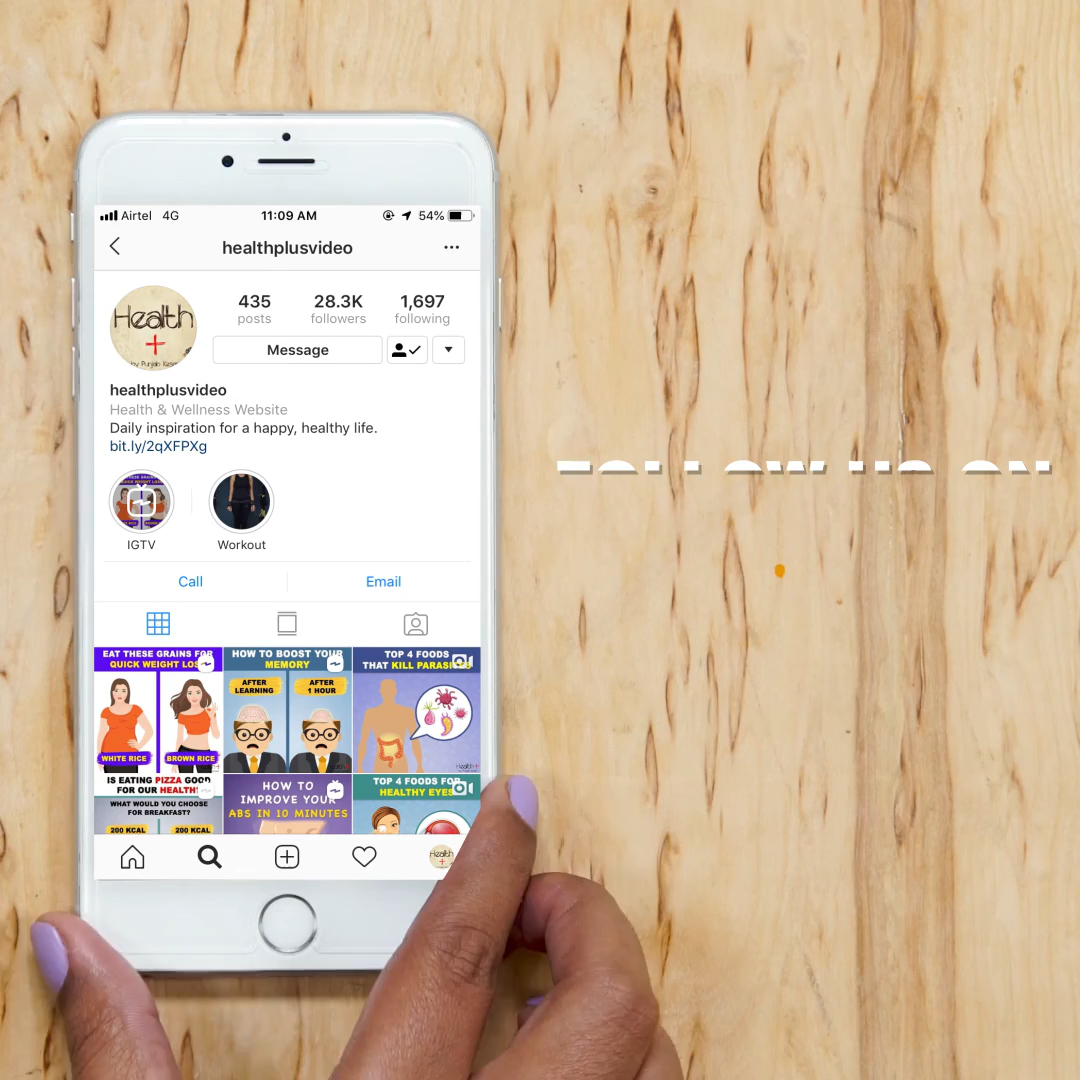 Airtel 4G 11:09 AM 54%
healthplusvideo
Health
+
by Punjab
435 28.3K 1,697
posts followers following
Message
healthplusvideo
Health & Wellness Website
Daily inspiration for a happy, healthy life.
bit.ly/2qXFPXg
IGTV Workout
Call Email
EAT THESE GRAINS FOR
QUICK WEIGHT LOSS
WHITE RICE BROWN RICE
HOW TO BOOST YOUR
MEMORY
AFTER
LEARNING
AFTER
1 HOUR
TOP 4 FOODS
THAT KILL PARASITES
Health+
IS EATING PIZZA GOOD
FOR OUR HEALTH
WHAT WOULD YOU CHOOSE
FOR BREAKFAST?
200 KCAL 200 KCAL
HOW TO
IMPROVE YOUR
ABS IN 10 MINUTES
TOP 4 FOODS FOR
HEALTHY EYES
Health
+